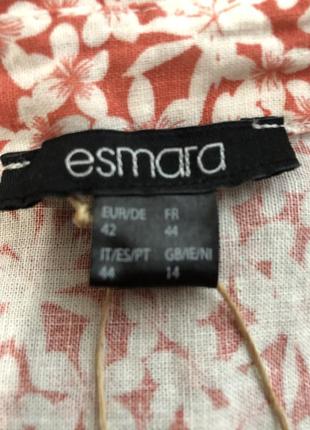 esmara
EUR/DE FR
42 44
IT/ES/PT GB/IE/NI
44 14